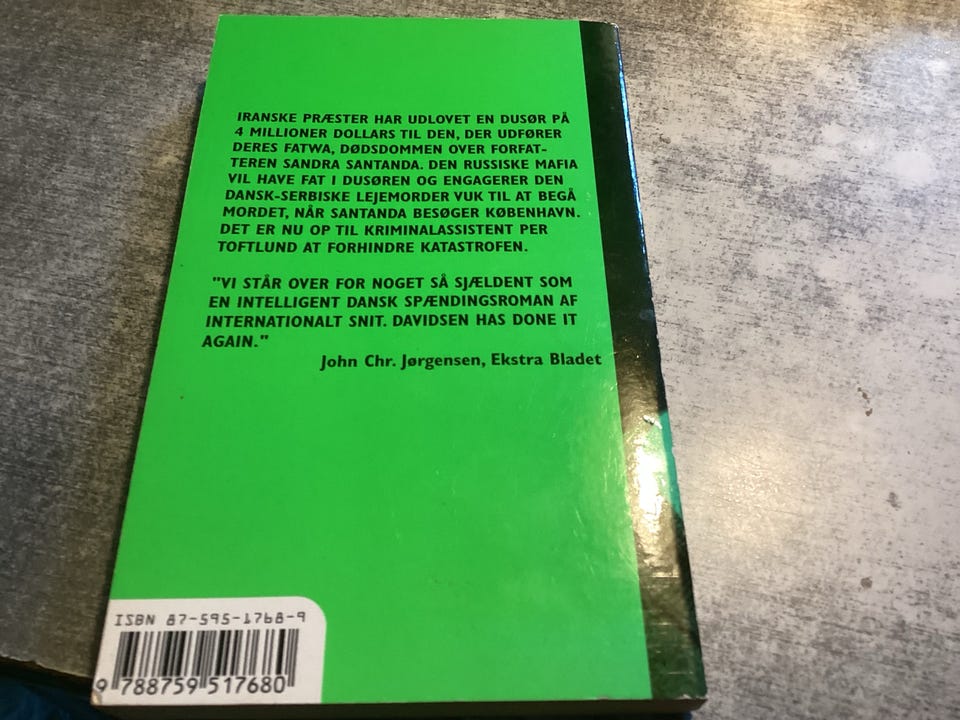 IRANSKE PRÆSTER HAR UDLOVET EN DUSØR PÅ
4 MILLIONER DOLLARS TIL DEN, DER UDFØRER
DERES FATWA, DØDSDOMMEN OVER FORFAT-
TEREN SANDRA SANTANDA. DEN RUSSISKE MAFIA
VIL HAVE FAT I DUSØREN OG ENGAGERER DEN
DANSK-SERBISKE LEJEMORDER VUK TIL AT BEGÅ
MORDET, NÅR SANTANDA BESØGER KØBENHAVN.
DET ER NU OP TIL KRIMINALASSISTENT PER
TOFTLUND AT FORHINDRE KATASTROFEN.
"VI STÅR OVER FOR NOGET SÅ SJÆLDENT SOM
EN INTELLIGENT DANSK SPÆNDINGSROMAN AF
INTERNATIONALT SNIT. DAVIDSEN HAS DONE IT
AGAIN."
John Chr. Jørgensen, Ekstra Bladet
ISBN 87-595-1768-9
9 788759 517680